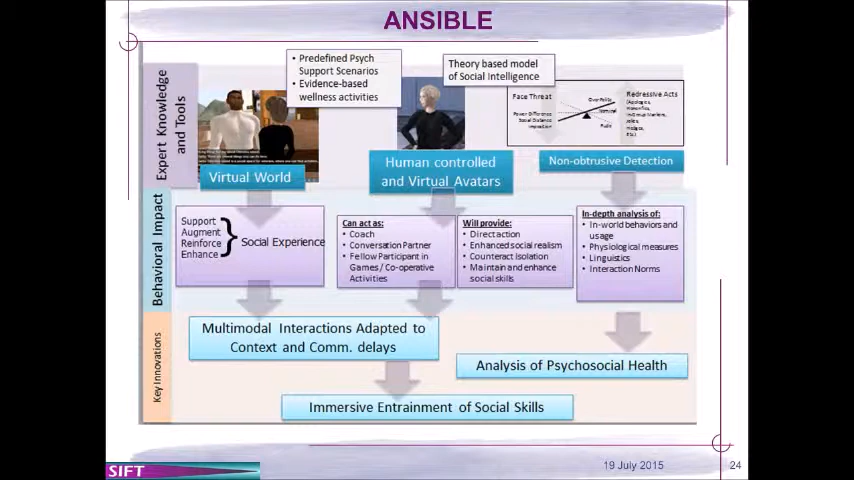 ANSIBLE
Expert Knowledge
and Tools
• Predefined Psych
Support Scenarios
• Evidence-based
wellness activities
Theory based model
of Social Intelligence
Face Threat
Power Difference
Social Distance
Imposition
Over Polite
Nominal
Rude
Redressive Acts
(Apologies,
Honorifics,
In-Group Markers,
Jokes,
Hedges,
Etc.)
Virtual World
Human controlled
and Virtual Avatars
Non-obtrusive Detection
Behavioral Impact
Support
Augment
Reinforce
Enhance
Social Experience
Can act as:
• Coach
• Conversation Partner
• Fellow Participant in
Games / Co-operative
Activities
Will provide:
• Direct action
• Enhanced social realism
• Counteract isolation
• Maintain and enhance
social skills
In-depth analysis of:
• In-world behaviors and
usage
• Physiological measures
• Linguistics
• Interaction Norms
Key Innovations
Multimodal Interactions Adapted to
Context and Comm. delays
Analysis of Psychosocial Health
Immersive Entrainment of Social Skills
SIFT
19 July 2015
24